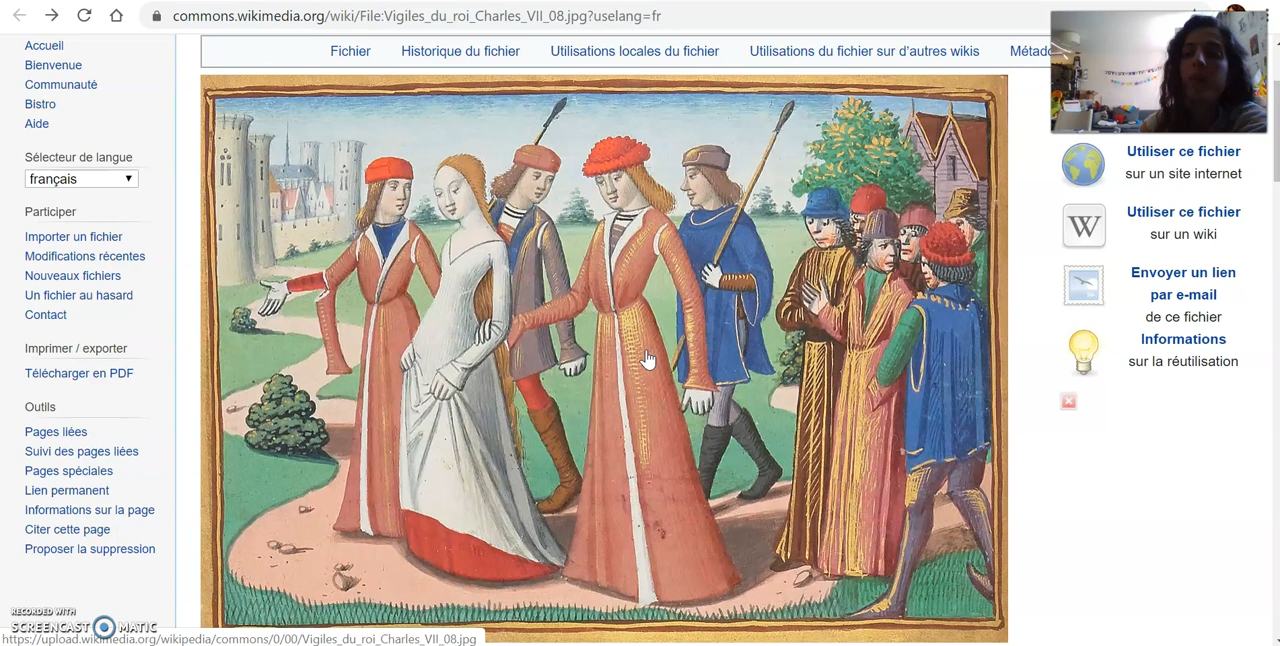 commons.wikimedia.org/wiki/File:Vigiles_du_roi_Charles_VII_08.jpg?uselang=fr
Fichier Historique du fichier Utilisations locales du fichier Utilisations du fichier sur d'autres wikis Métado
Accueil
Bienvenue
Communauté
Bistro
Aide
Sélecteur de langue
français
Participer
Importer un fichier
Modifications récentes
Nouveaux fichiers
Un fichier au hasard
Contact
Imprimer / exporter
Télécharger en PDF
Outils
Pages liées
Suivi des pages liées
Pages spéciales
Lien permanent
Informations sur la page
Citer cette page
Proposer la suppression
Utiliser ce fichier
sur un site internet
W
Utiliser ce fichier
sur un wiki
Envoyer un lien
par e-mail
de ce fichier
Informations
sur la réutilisation
RECORDED WITH
SCREENCAST MATIC
https://upload.wikimedia.org/wikipedia/commons/0/00/Vigiles_du_roi_Charles_VII_08.jpg